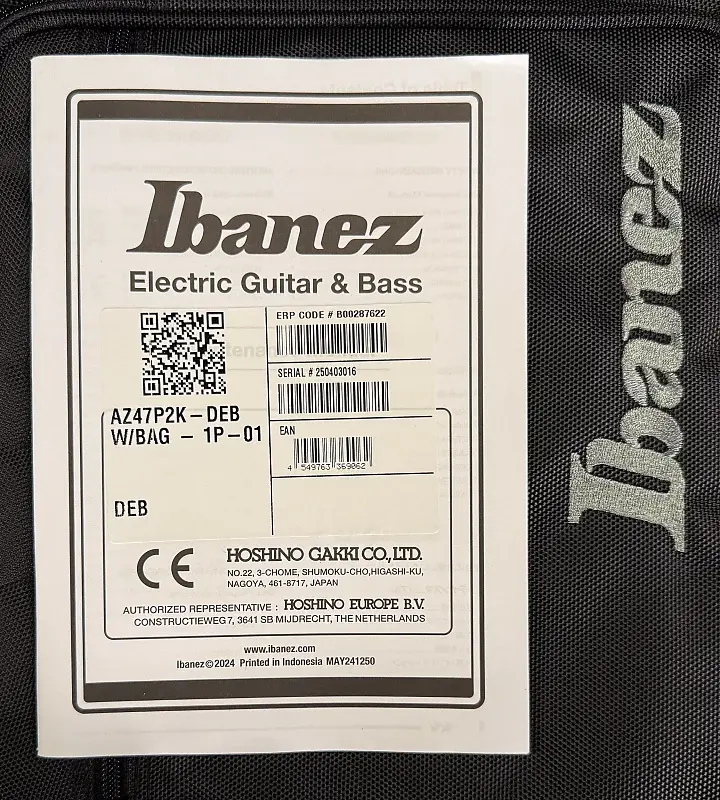 Ibanez
Electric Guitar & Bass
ERP CODE # B00287622
SERIAL # 250403016
AZ47P2K-DEB
W/BAG - 1P-01
EAN
4 549763 369062
DEB
CE
HOSHINO GAKKI CO., LTD.
NO.22, 3-CHOME, SHUMOKU-CHO,HIGASHI-KU,
NAGOYA, 461-8717, JAPAN
AUTHORIZED REPRESENTATIVE : HOSHINO EUROPE B.V.
CONSTRUCTIEWEG 7, 3641 SB MIJDRECHT, THE NETHERLANDS
www.ibanez.com
Ibanez©2024 Printed in Indonesia MAY241250
Ibanez